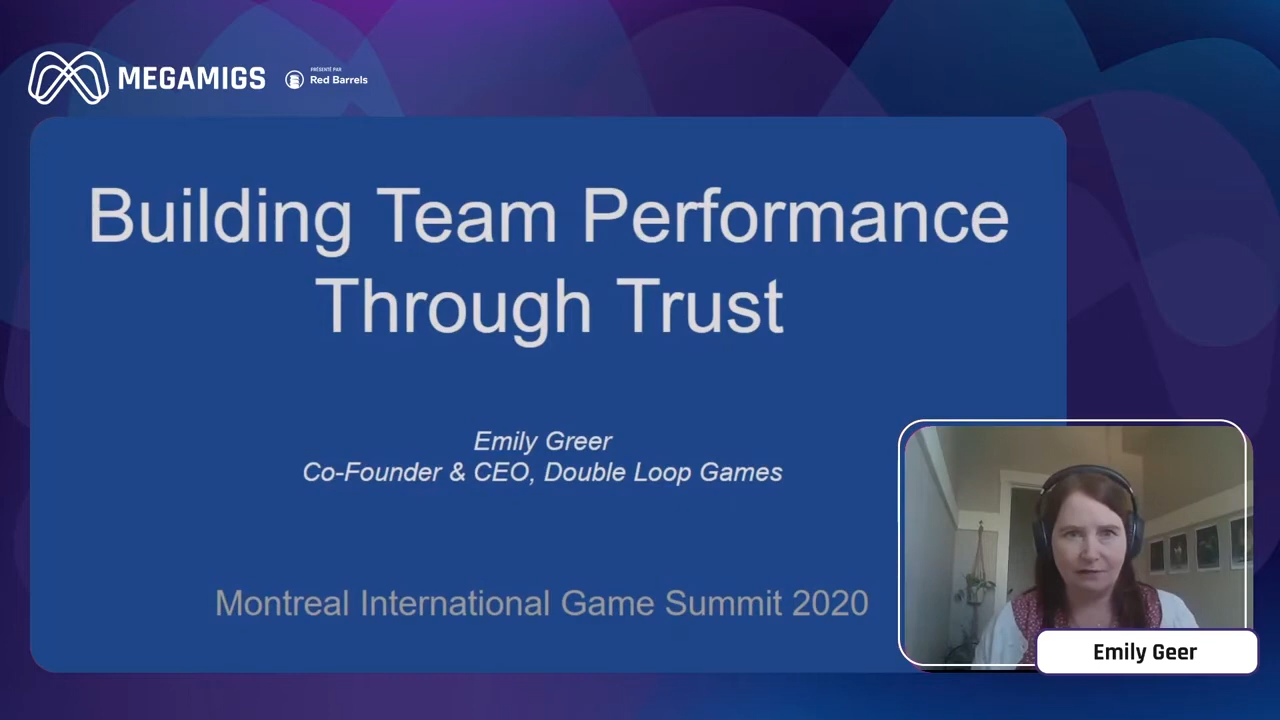 MEGAMIGS
PRÉSENTÉ PAR
Red Barrels
Building Team Performance
Through Trust
Emily Greer
Co-Founder & CEO, Double Loop Games
Montreal International Game Summit 2020
Emily Geer